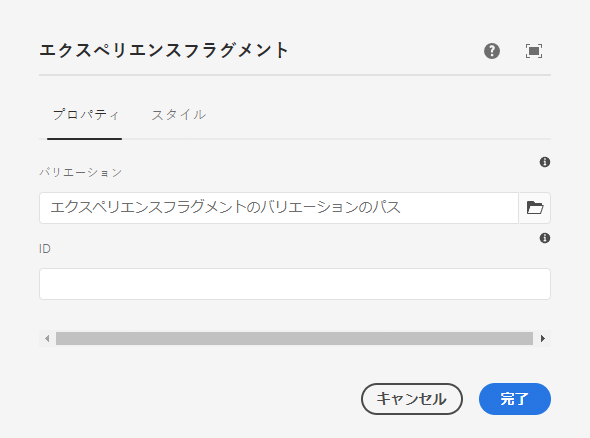 エクスペリエンスフラグメント
プロパティ スタイル
バリエーション
エクスペリエンスフラグメントのバリエーションのパス
ID
キャンセル 完了